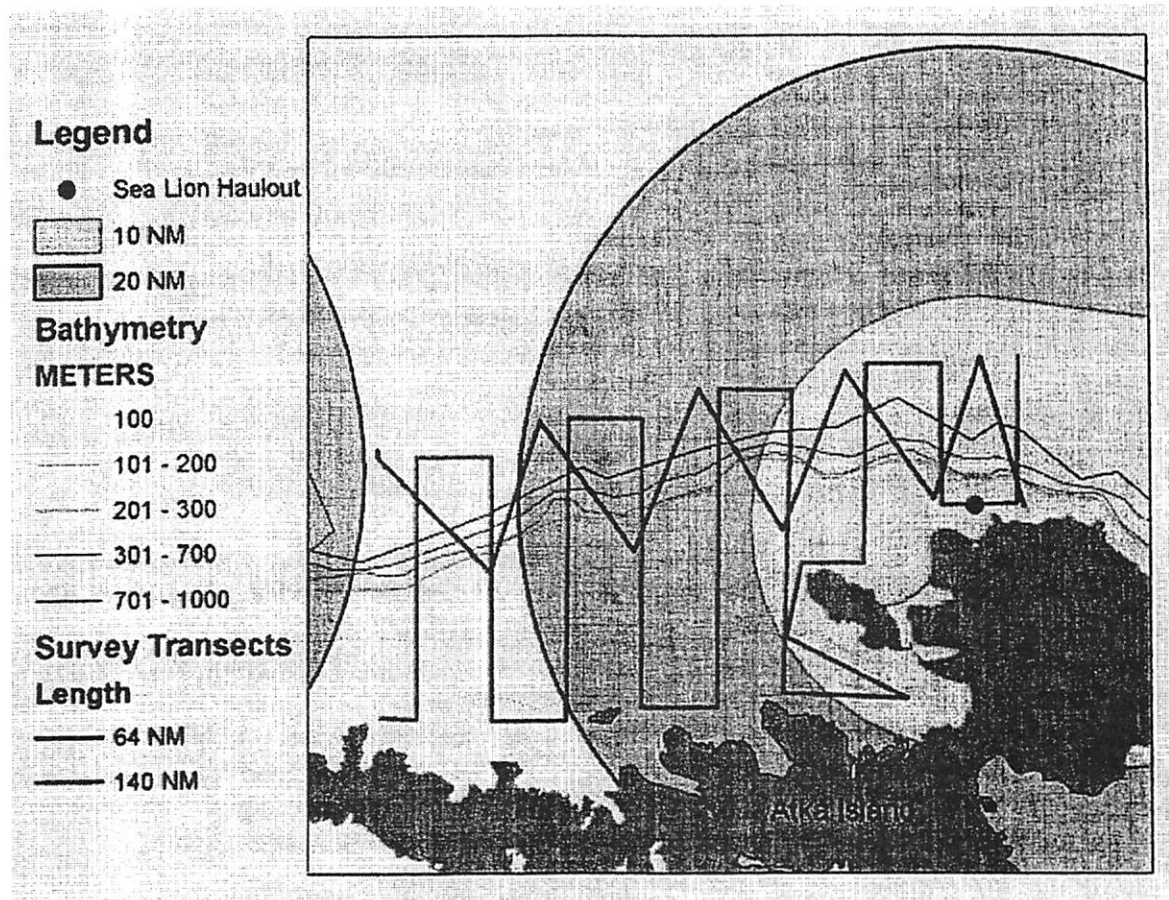 Legend
Sea Lion Haulout
10 NM
20 NM
Bathymetry
METERS
100
101 - 200
201 - 300
301 - 700
701 - 1000
Survey Transects
Length
64 NM
140 NM
Atka Island